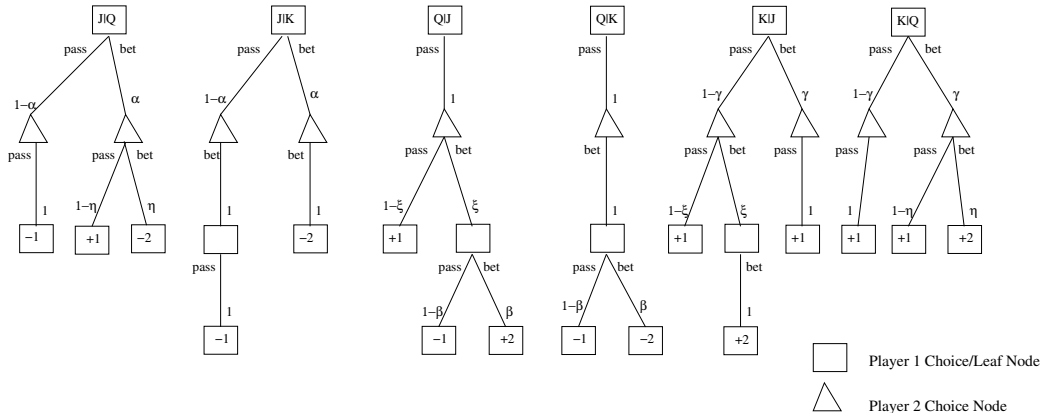 J|Q J|K Q|J Q|K K|J K|Q
pass bet pass bet pass pass pass bet pass bet
1−α α 1−α α 1 1 1−γ γ 1−γ γ
pass pass bet bet bet pass bet bet pass bet pass pass pass bet
1 1−η η 1 1 1−ξ ξ 1 1−ξ ξ 1 1 1−η η
−1 +1 −2 −2 +1 +1 +1 +1 +1 +2
pass pass bet pass bet bet
1 1−β β 1−β β 1
−1 −1 +2 −1 −2 +2
Player 1 Choice/Leaf Node
Player 2 Choice Node